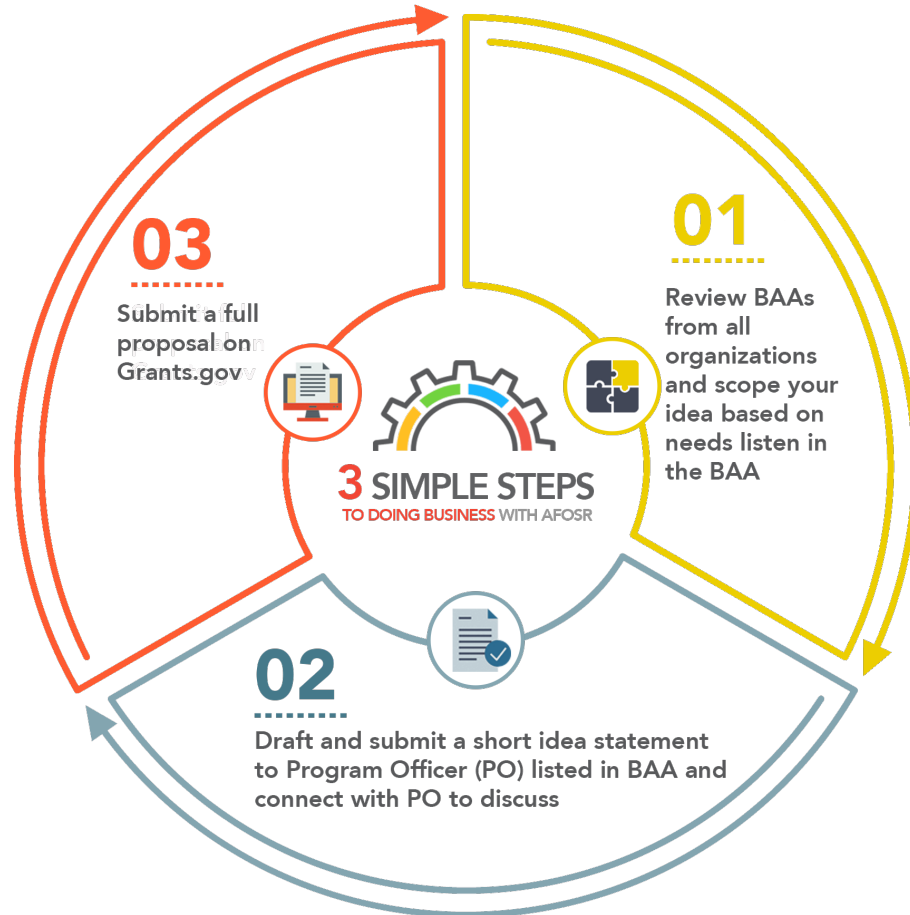 01
Review BAAs
from all
organizations
and scope your
idea based on
needs listen in
the BAA
02
Draft and submit a short idea statement
to Program Officer (PO) listed in BAA and
connect with PO to discuss
03
Submit a full
propposal on
Grants.gov
3 SIMPLE STEPS
TO DOING BUSINESS WITH AFOSR